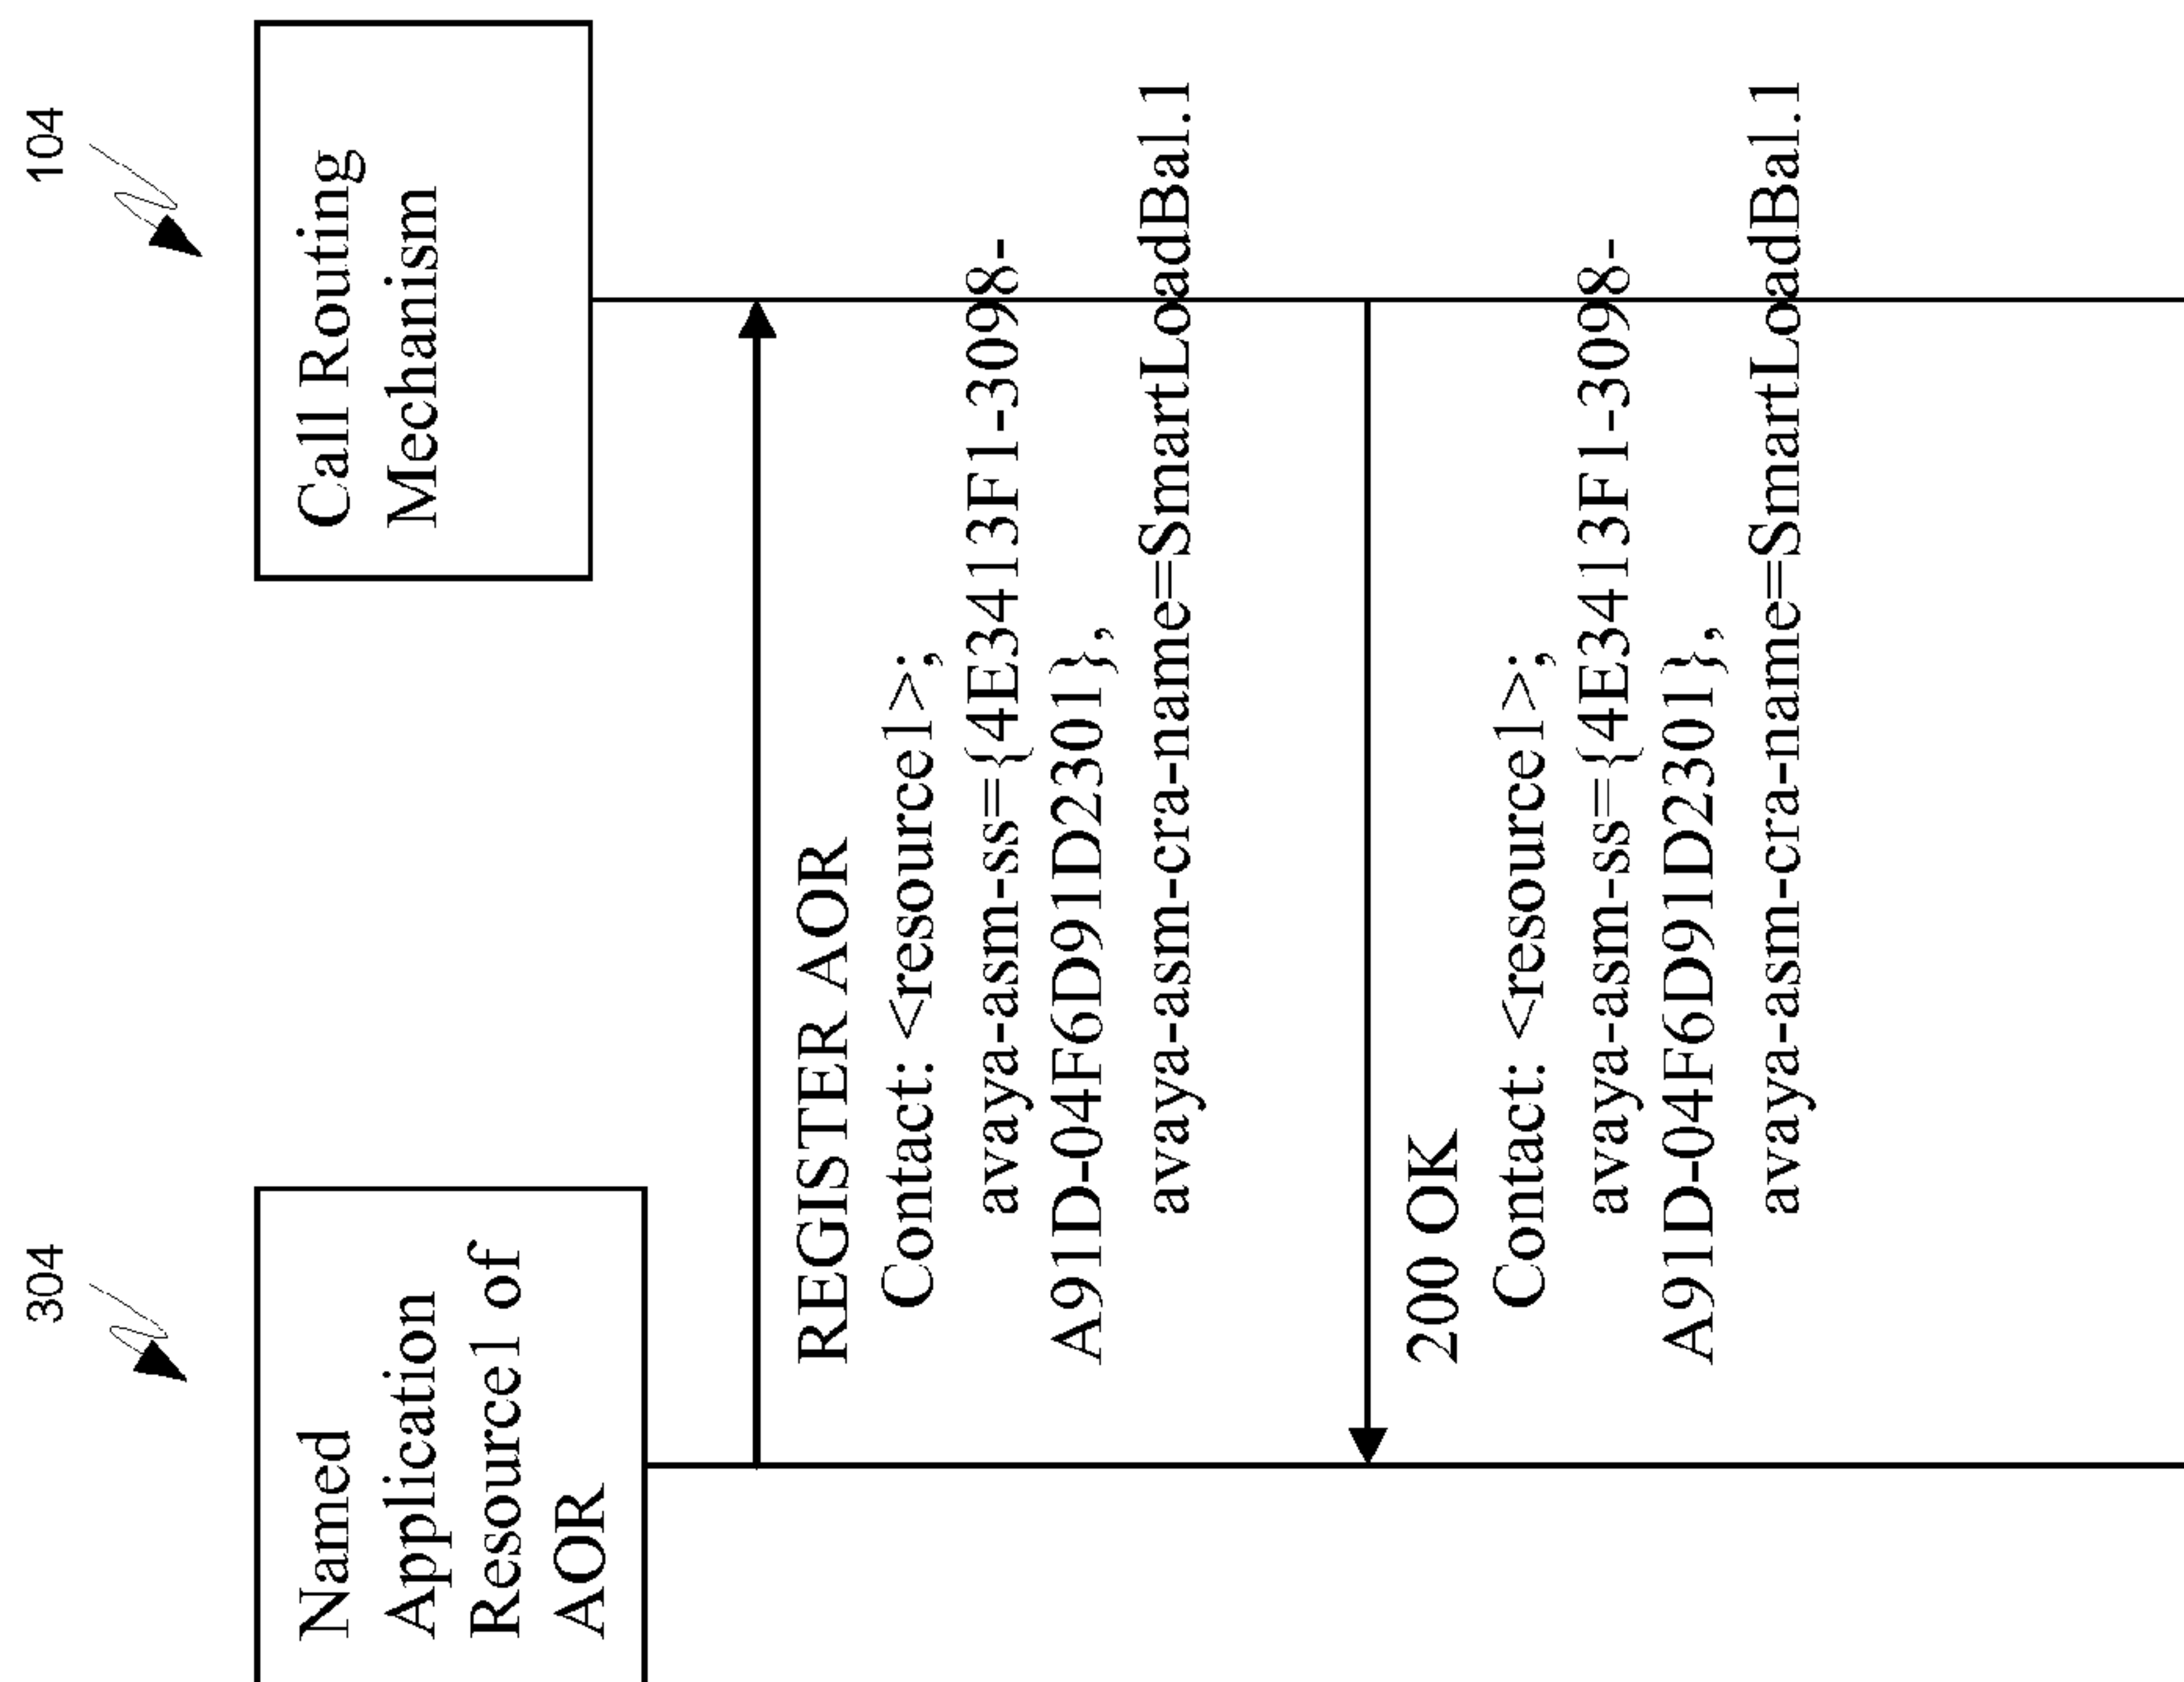 304
104
Named
Application
Resource1 of
AOR
Call Routing
Mechanism
REGISTER AOR
Contact: <resource1>;
avaya-asm-ss={4E3413F1-3098-
A91D-04F6D91D2301},
avaya-asm-cra-name=SmartLoadBal.1
200 OK
Contact: <resource1>;
avaya-asm-ss={4E3413F1-3098-
A91D-04F6D91D2301},
avaya-asm-cra-name=SmartLoadBal.1